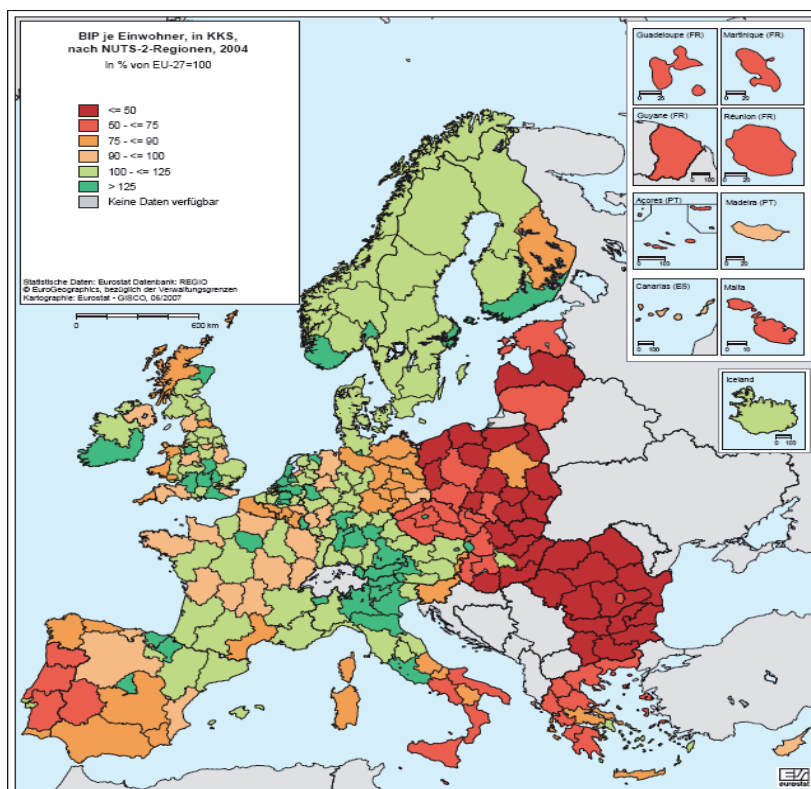 BIP je Einwohner, in KKS,
nach NUTS-2-Regionen, 2004
In % von EU-27=100
<= 50
50 - <= 75
75 - <= 90
90 - <= 100
100 - <= 125
> 125
Keine Daten verfügbar
Statistische Daten: Eurostat Datenbank: REGIO
© EuroGeographics, bezüglich der Verwaltungsgrenzen
Kartographie: Eurostat - GISCO, 06/2007
0 600 km
Guadeloupe (FR)
0 25
Martinique (FR)
0 20
Guyane (FR)
0 100
Réunion (FR)
0 20
Açores (PT)
0 100
Madeira (PT)
0 20
Canarias (ES)
0 100
Malta
0 10
Iceland
0 100
eurostat